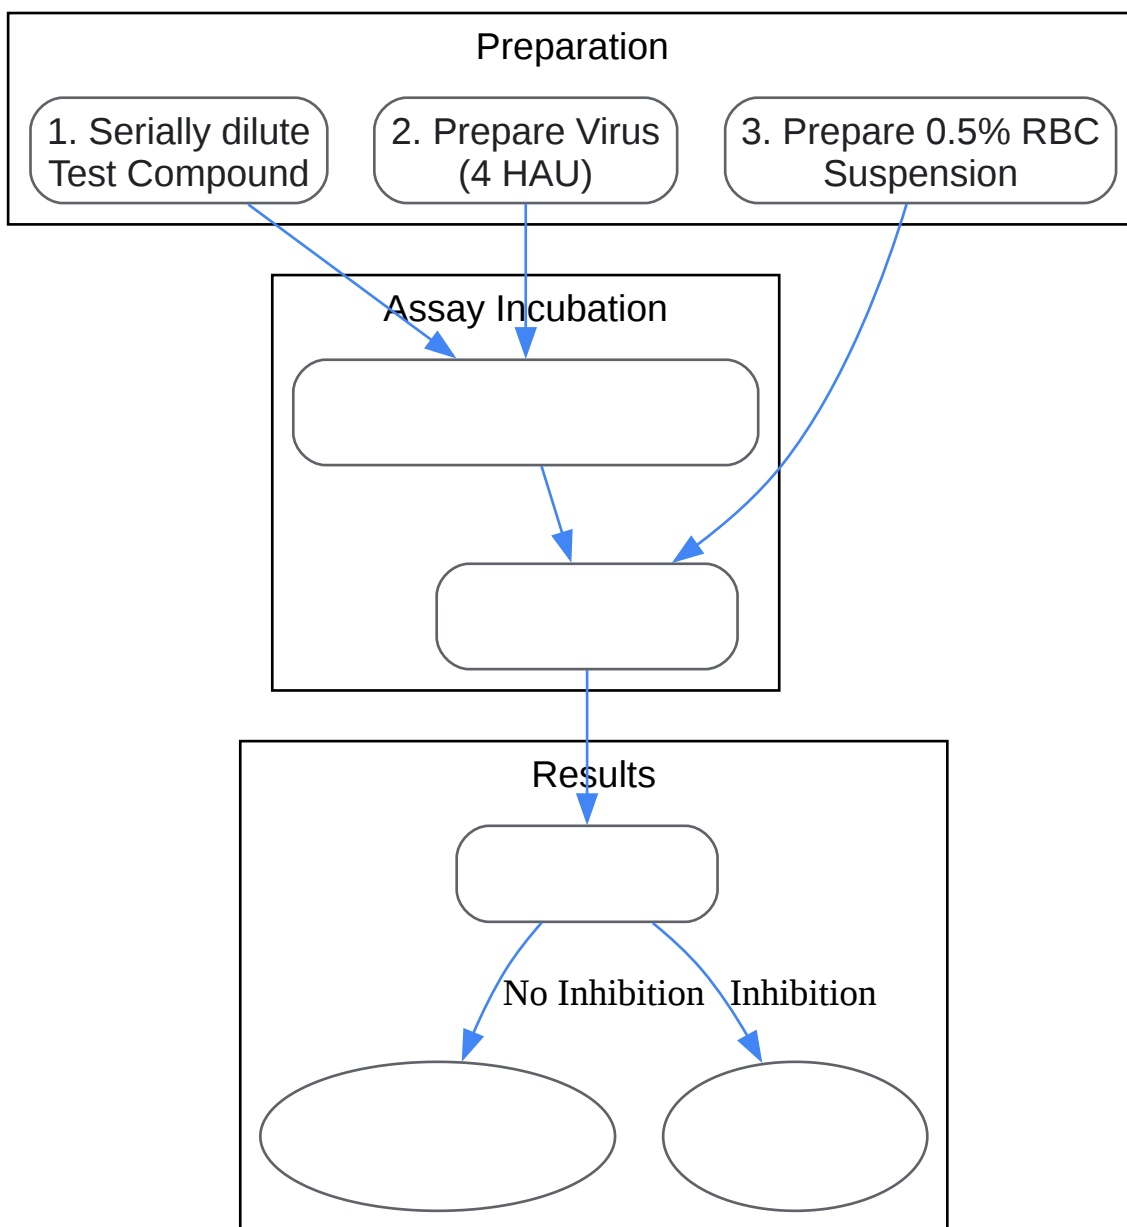 Preparation
1. Serially dilute
Test Compound
2. Prepare Virus
(4 HAU)
3. Prepare 0.5% RBC
Suspension
Assay Incubation
Results
No Inhibition
Inhibition